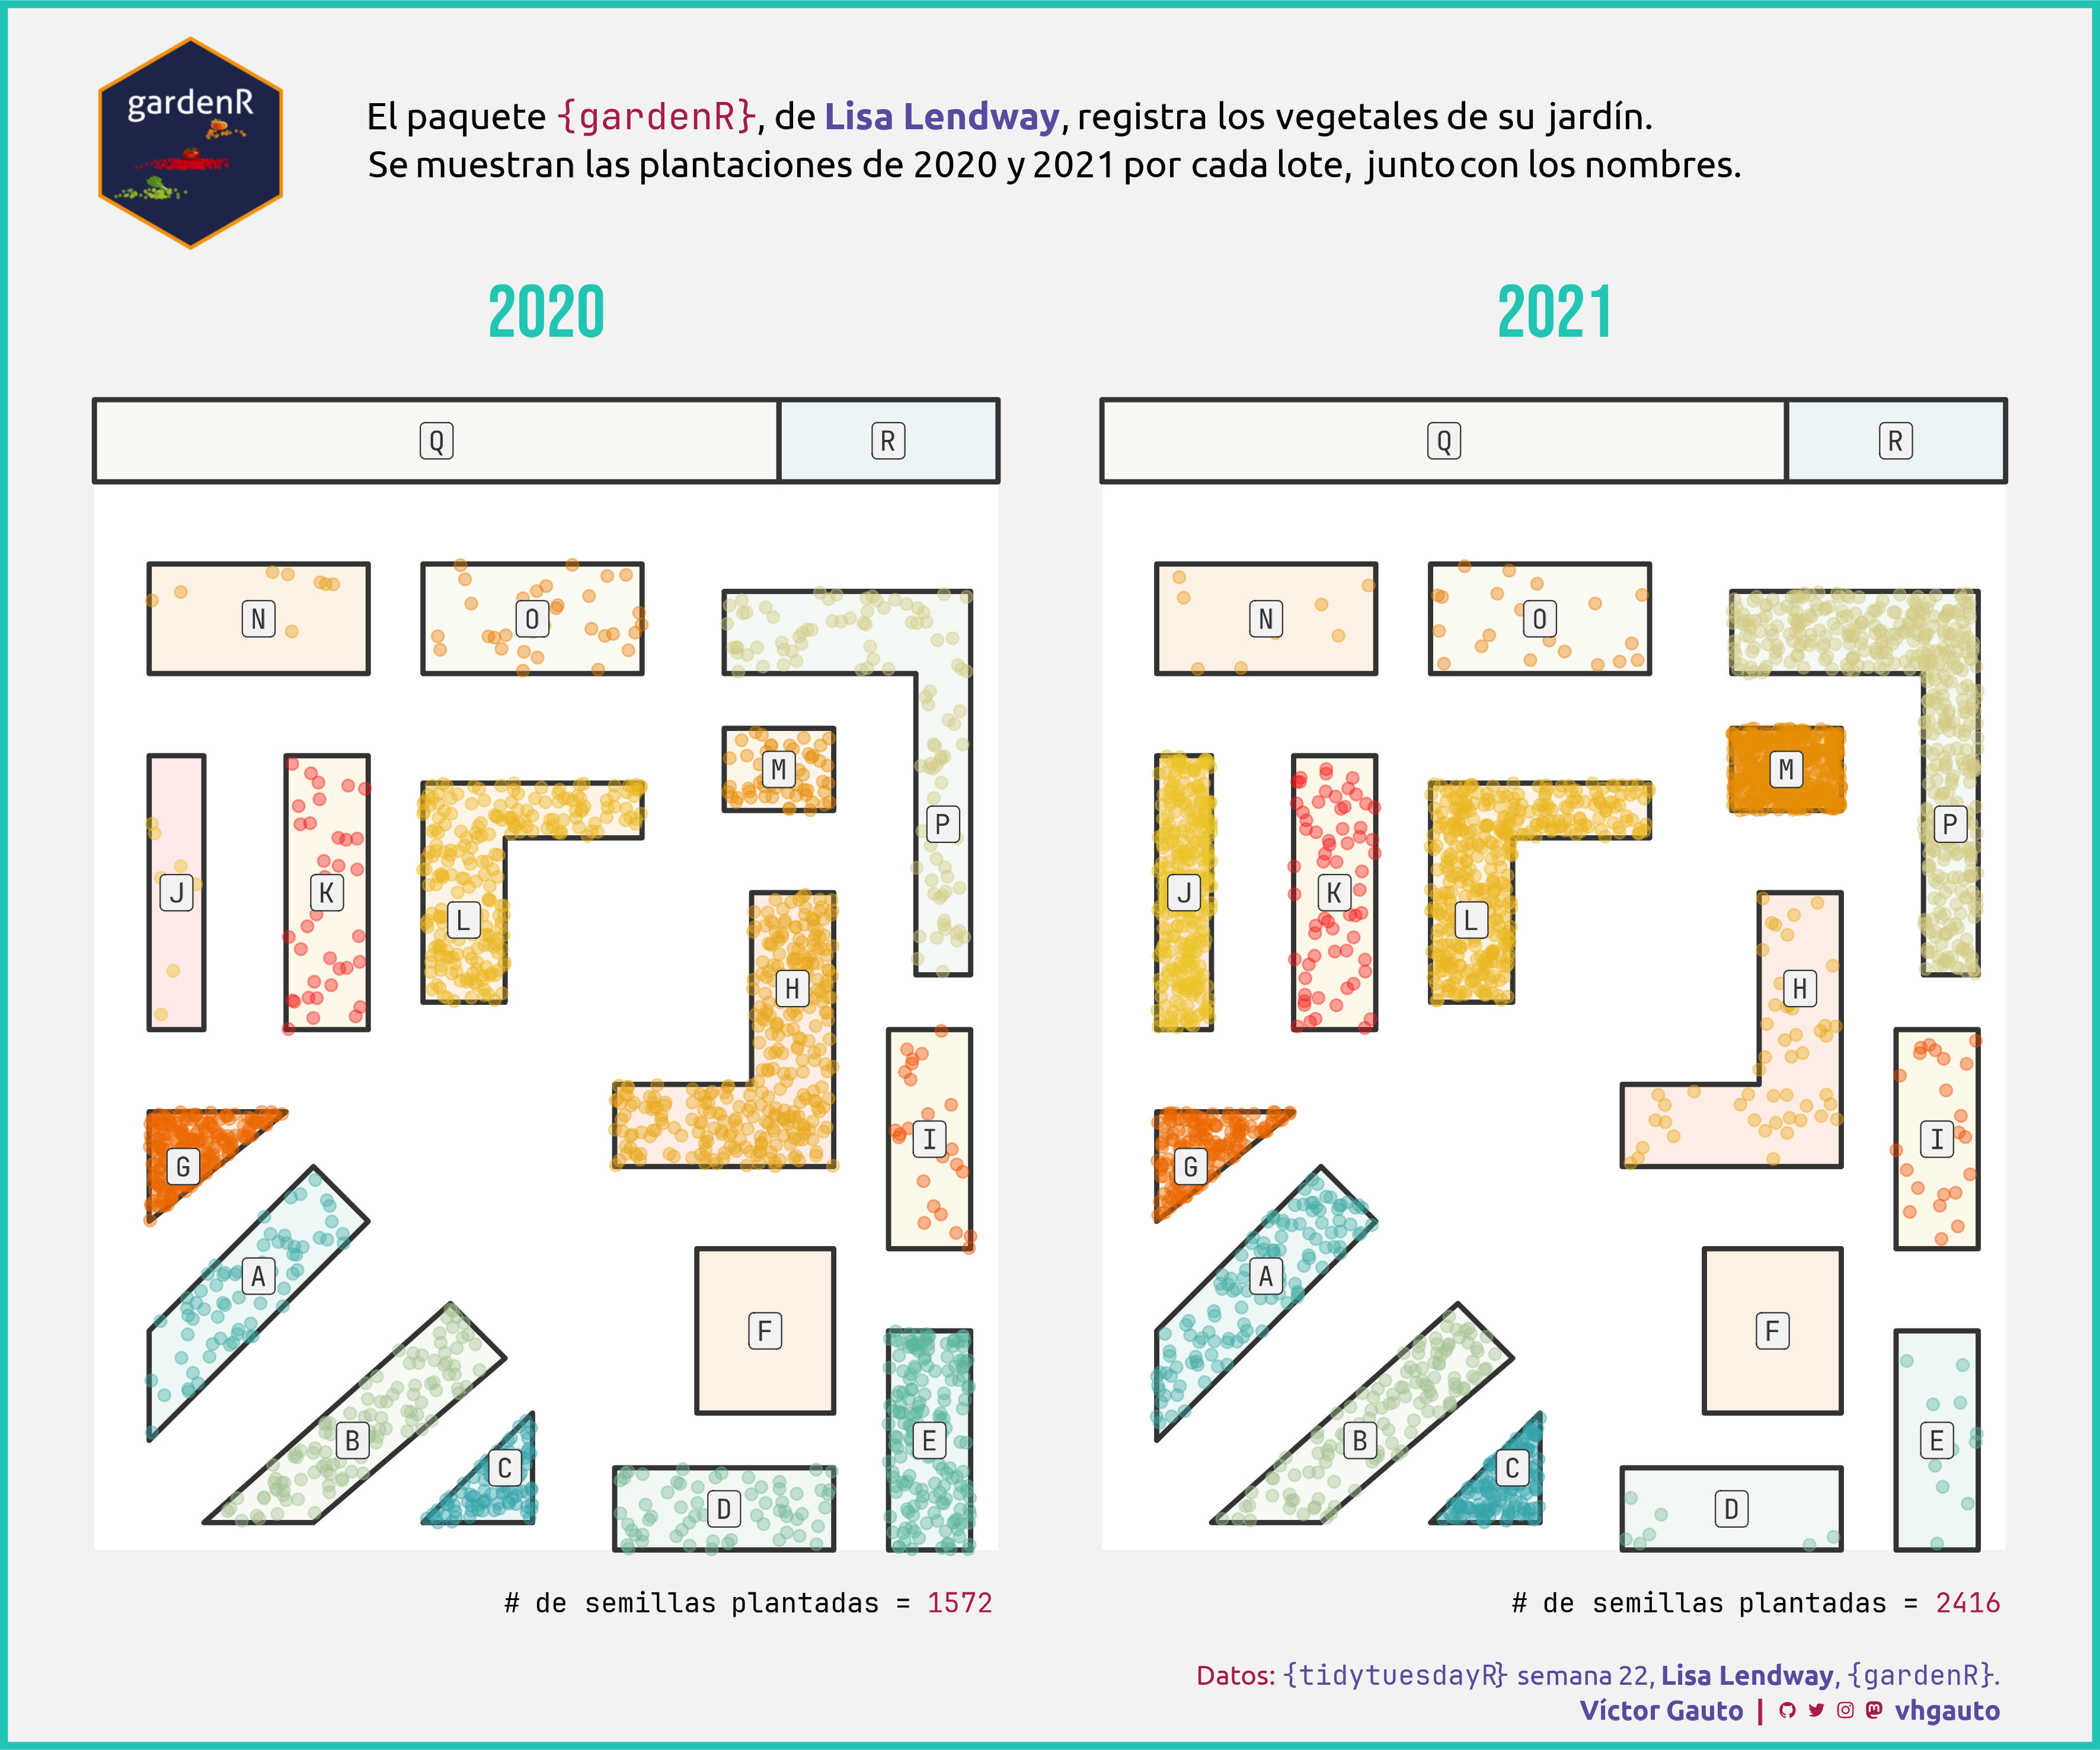 gardenR
El paquete {gardenR}, de Lisa Lendway, registra los vegetales de su jardín.
Se muestran las plantaciones de 2020 y 2021 por cada lote, junto con los nombres.
2020
Q
R
N
O
M
P
J
K
L
H
G
I
A
F
B
C
E
D
# de semillas plantadas = 1572
2021
Q
R
N
O
M
P
J
K
L
H
G
I
A
F
B
C
E
D
# de semillas plantadas = 2416
Datos: {tidytuesdayR} semana 22, Lisa Lendway, {gardenR}.
Víctor Gauto | vhgauto